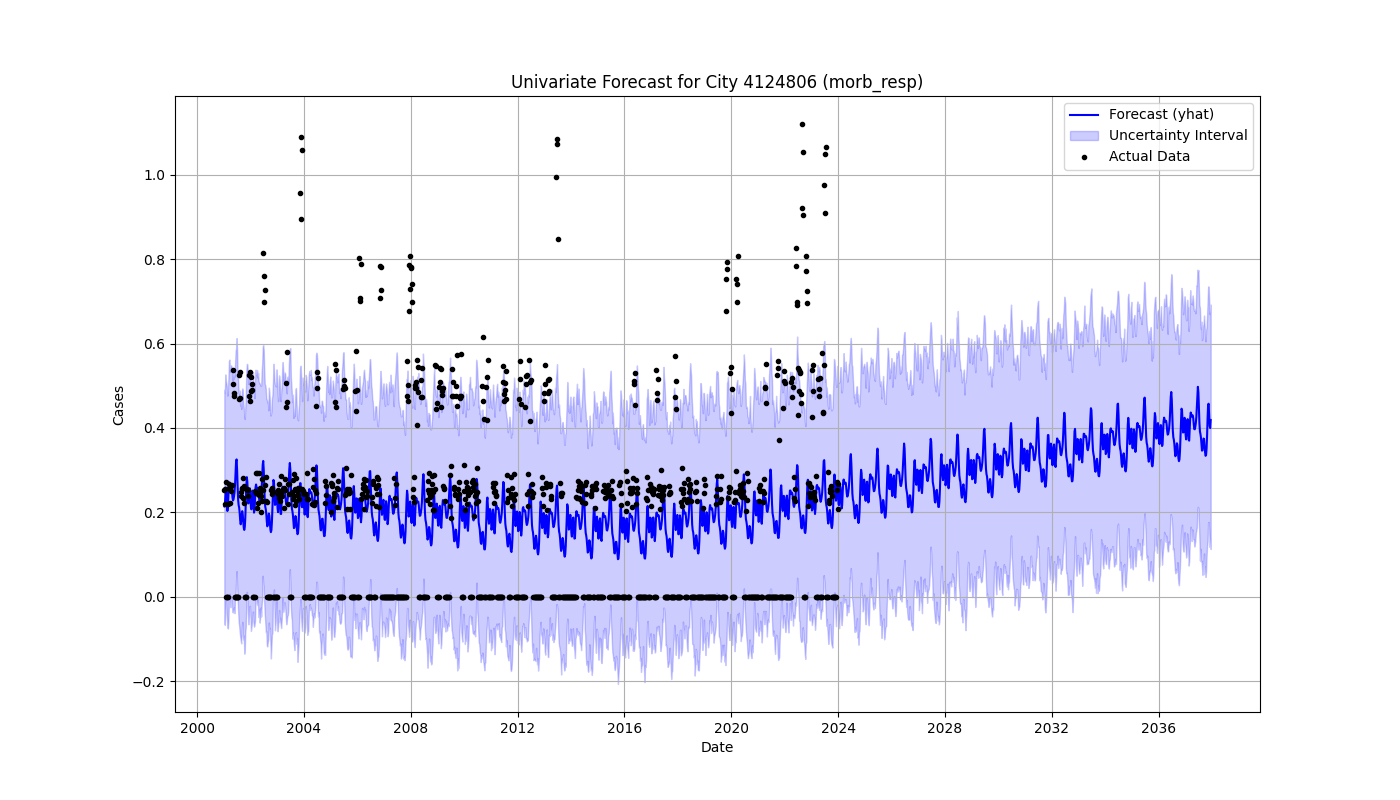 Univariate Forecast for City 4124806 (morb_resp)
Forecast (yhat)
Uncertainty Interval
Actual Data
Cases
1.0
0.8
0.6
0.4
0.2
0.0
−0.2
2000 2004 2008 2012 2016 2020 2024 2028 2032 2036
Date